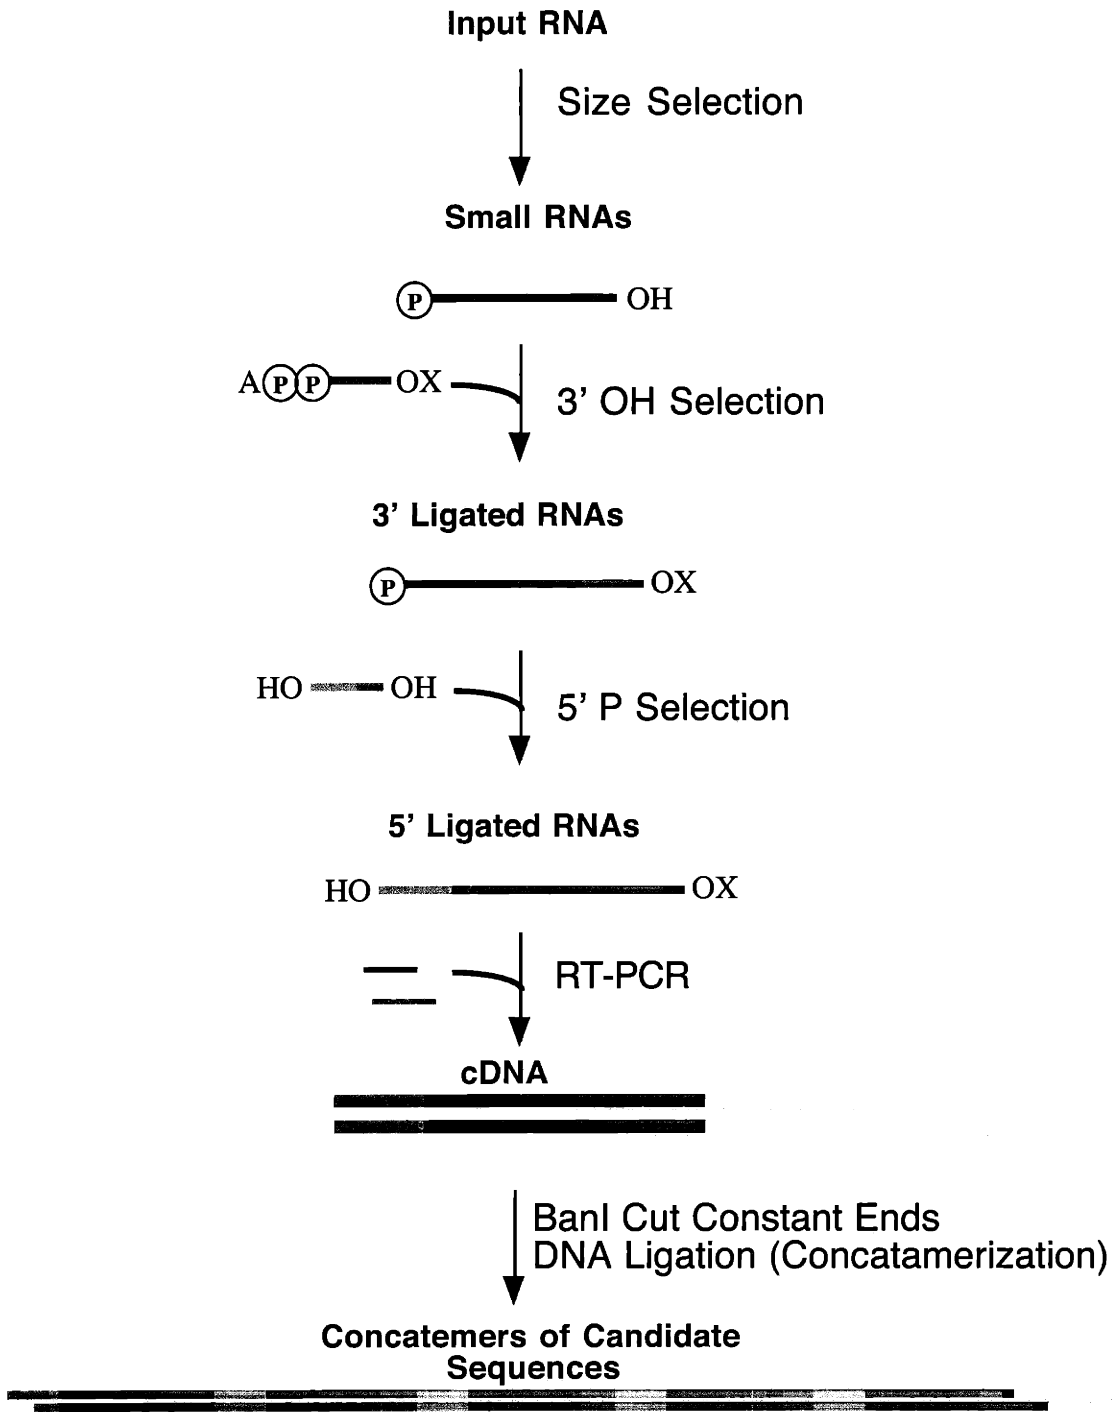 Input RNA
Size Selection
Small RNAs
P OH
APP OX
3' OH Selection
3' Ligated RNAs
P OX
HO OH
5' P Selection
5' Ligated RNAs
HO OX
RT-PCR
cDNA
BanI Cut Constant Ends
DNA Ligation (Concatamerization)
Concatemers of Candidate
Sequences